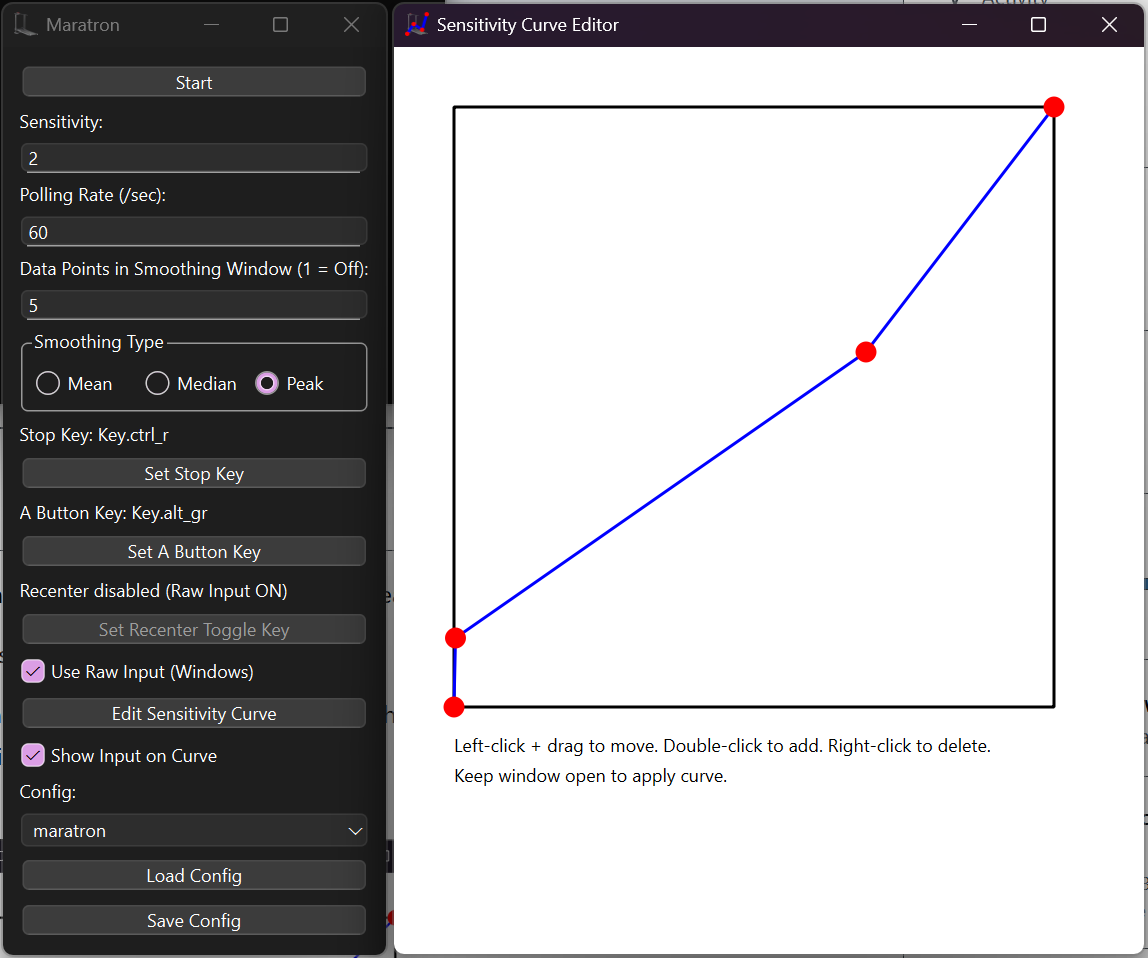 Maratron
Start
Sensitivity:
2
Polling Rate (/sec):
60
Data Points in Smoothing Window (1 = Off):
5
Smoothing Type
Mean Median Peak
Stop Key: Key.ctrl_r
Set Stop Key
A Button Key: Key.alt_gr
Set A Button Key
Recenter disabled (Raw Input ON)
Set Recenter Toggle Key
Use Raw Input (Windows)
Edit Sensitivity Curve
Show Input on Curve
Config:
maratron
Load Config
Save Config
Sensitivity Curve Editor
Left-click + drag to move. Double-click to add. Right-click to delete.
Keep window open to apply curve.